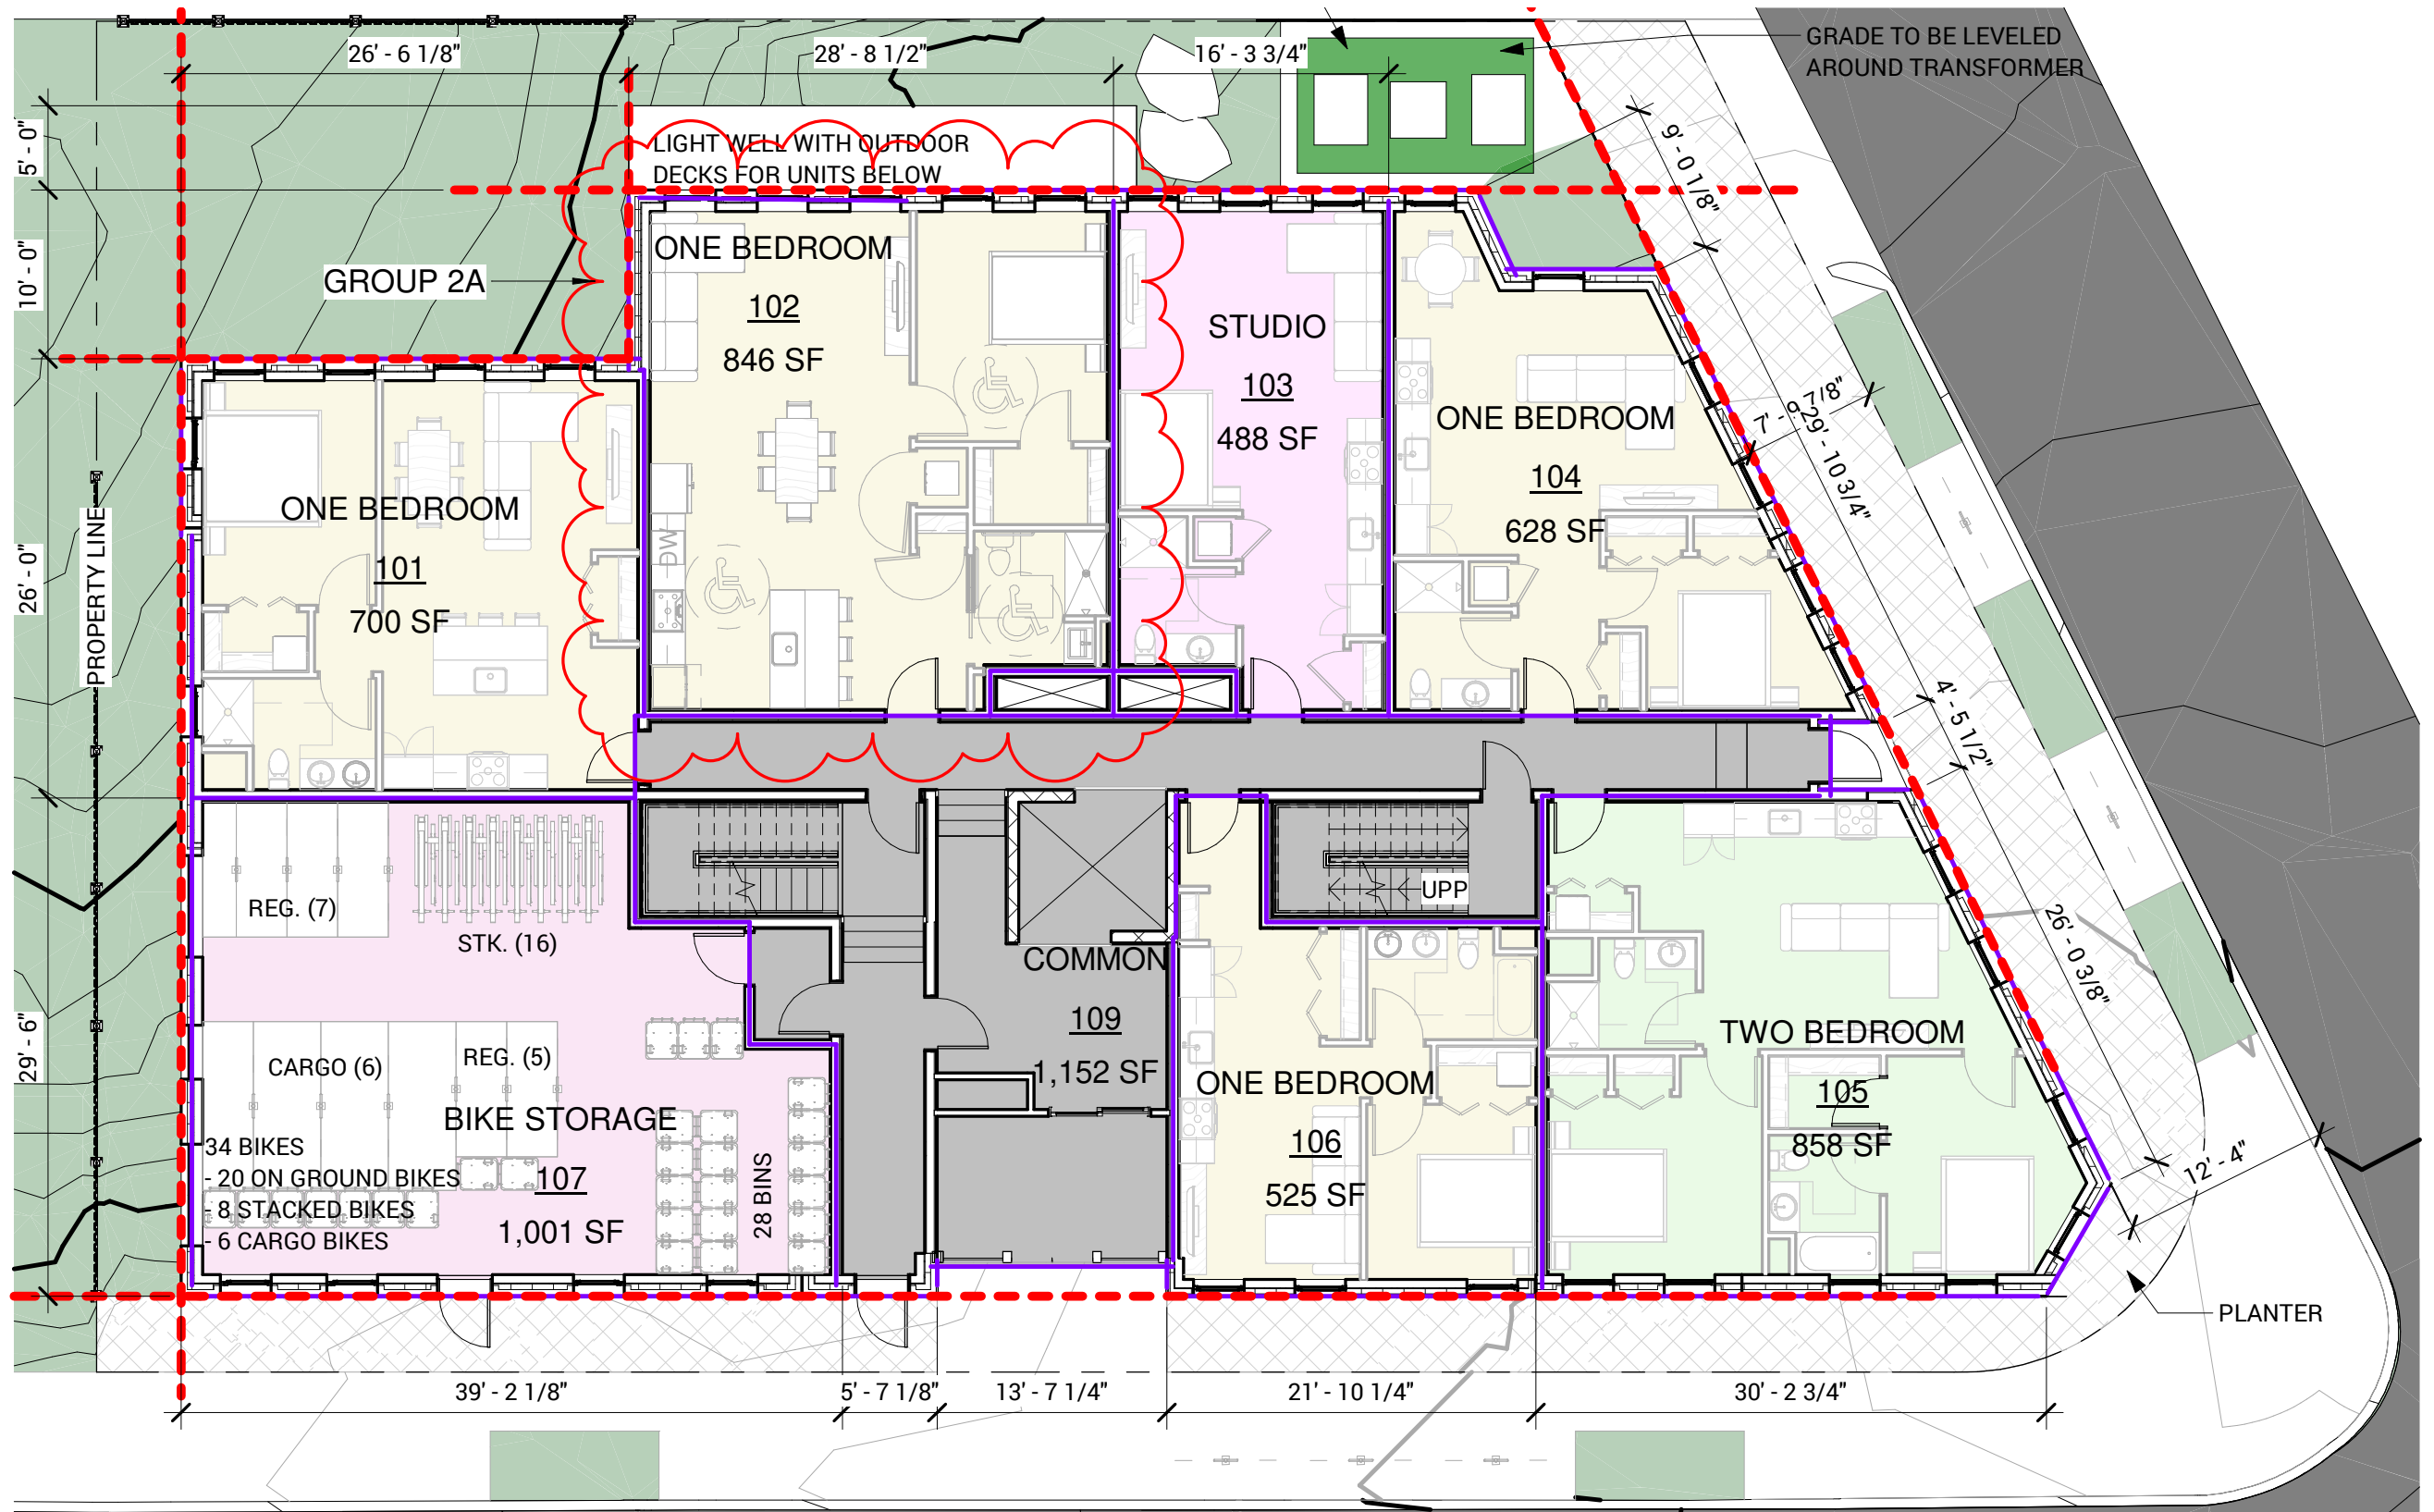 26' - 6 1/8"
28' - 8 1/2"
16' - 3 3/4"
GRADE TO BE LEVELED
AROUND TRANSFORMER
5' - 0"
LIGHT WELL WITH OUTDOOR
DECKS FOR UNITS BELOW
9' - 0 1/8"
10' - 0"
GROUP 2A
ONE BEDROOM
102
846 SF
STUDIO
103
488 SF
ONE BEDROOM
104
628 SF
29' - 10 3/4"
ONE BEDROOM
101
700 SF
DW
26' - 0"
PROPERTY LINE
4' - 5 1/2"
REG. (7)
STK. (16)
UPP
COMMON
109
1,152 SF
26' - 0 3/8"
29' - 6"
CARGO (6)
REG. (5)
BIKE STORAGE
107
1,001 SF
34 BIKES
- 20 ON GROUND BIKES
- 8 STACKED BIKES
- 6 CARGO BIKES
28 BINS
ONE BEDROOM
106
525 SF
TWO BEDROOM
105
858 SF
12' - 4"
PLANTER
39' - 2 1/8"
5' - 7 1/8"
13' - 7 1/4"
21' - 10 1/4"
30' - 2 3/4"